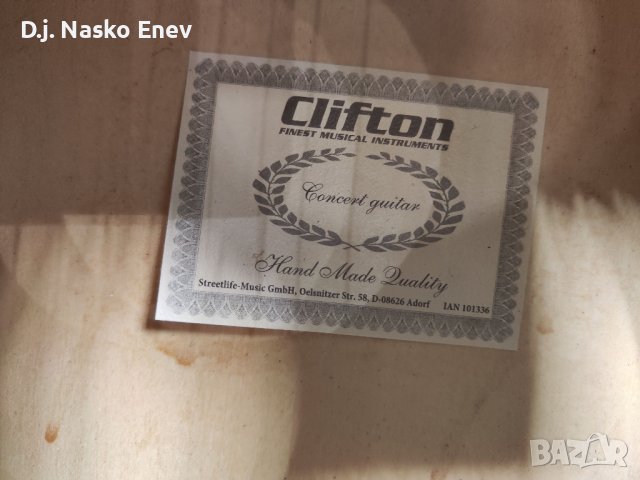 D.j. Nasko Enev
Clifton
FINEST MUSICAL INSTRUMENTS
Concert guitar
Hand Made Quality
Streetlife-Music GmbH, Oelsnitzer Str. 58, D-08626 Adorf IAN 101336
BAZAR